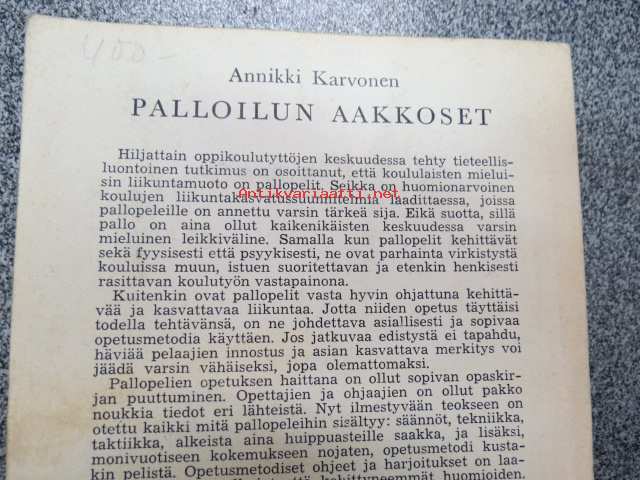 400-
Annikki Karvonen
PALLOILUN AAKKOSET
Hiljattain oppikoulutyttöjen keskuudessa tehty tieteellis-
luontoinen tutkimus on osoittanut, että koululaisten mielui-
sin liikuntamuoto on pallopelit. Seikka on huomionarvoinen
Antikvariaatti.net
koulujen liikuntakasvatussuunnitelmia laadittaessa, joissa
pallopeleille on annettu varsin tärkeä sija. Eikä suotta, sillä
pallo on aina ollut kaikenikäisten keskuudessa varsin
mieluinen leikkiväline. Samalla kun pallopelit kehittävät
sekä fyysisesti että psyykisesti, ne ovat parhainta virkistystä
kouluissa muun, istuen suoritettavan ja etenkin henkisesti
rasittavan koulutyön vastapainona.
Kuitenkin ovat pallopelit vasta hyvin ohjattuna kehittä-
vää ja kasvattavaa liikuntaa. Jotta niiden opetus täyttäisi
todella tehtävänsä, on ne johdettava asiallisesti ja sopivaa
opetusmetodia käyttäen. Jos jatkuvaa edistystä ei tapahdu,
häviää pelaajien innostus ja asian kasvattava merkitys voi
jäädä varsin vähäiseksi, jopa olemattomaksi.
Pallopelien opetuksen haittana on ollut sopivan opaskir-
jan puuttuminen. Opettajien ja ohjaajien on ollut pakko
noukkia tiedot eri lähteistä. Nyt ilmestyvään teokseen on
otettu kaikki mitä pallopeleihin sisältyy: säännöt, tekniikka,
taktiikka, alkeista aina huippuasteille saakka, ja lisäksi,
monivuotiseen kokemukseen nojaten, opetusmetodi kusta-
kin pelistä. Opetusmetodiset ohjeet ja harjoitukset on laa-
kehittyneemmät huomioiden.